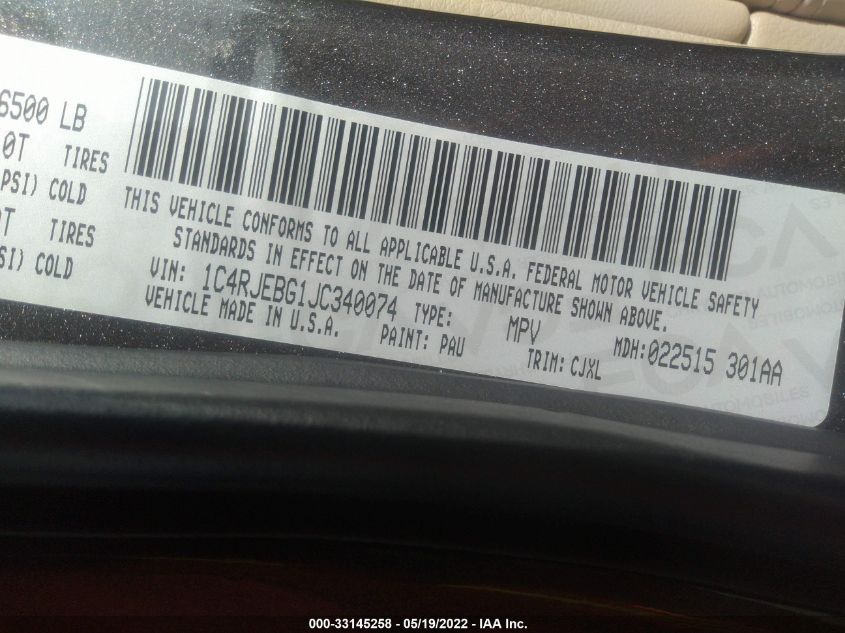 6500 LB
0T TIRES
PSI) COLD
0T TIRES
SI) COLD
THIS VEHICLE CONFORMS TO ALL APPLICABLE U.S.A. FEDERAL MOTOR VEHICLE SAFETY
STANDARDS IN EFFECT ON THE DATE OF MANUFACTURE SHOWN ABOVE.
VIN: 1C4RJEBG1JC340074 TYPE: MPV MDH:022515 301AA
VEHICLE MADE IN U.S.A. PAINT: PAU TRIM: CJXL
AUTOMOBILES
000-33145258 - 05/19/2022 - IAA Inc.